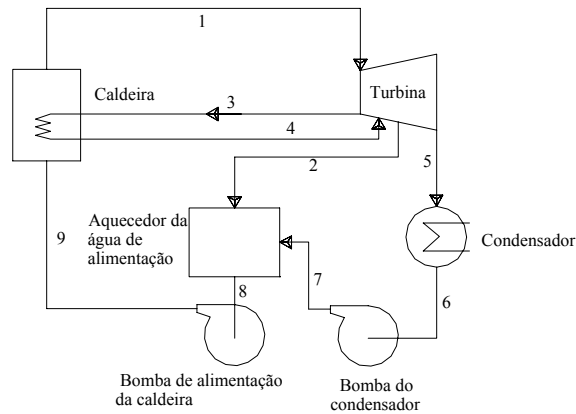 1
Caldeira
Turbina
3
4
2
5
Aquecedor da
água de
alimentação
9
Condensador
7
8
6
Bomba de alimentação
da caldeira
Bomba do
condensador